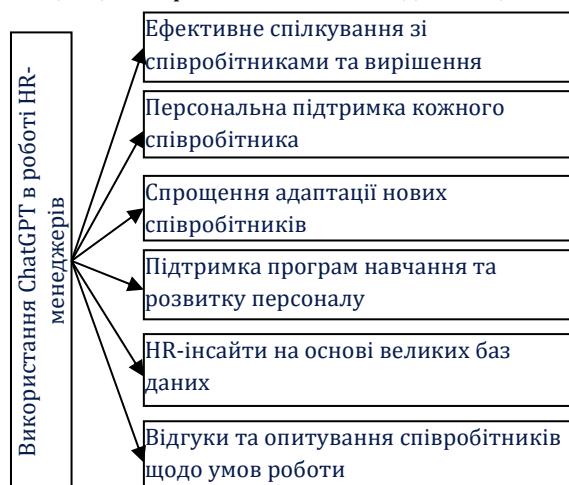 Використання ChatGPT в роботі HR-
менеджерів
Ефективне спілкування зі
співробітниками та вирішення
Персональна підтримка кожного
співробітника
Спрощення адаптації нових
співробітників
Підтримка програм навчання та
розвитку персоналу
HR-інсайти на основі великих баз
даних
Відгуки та опитування співробітників
щодо умов роботи